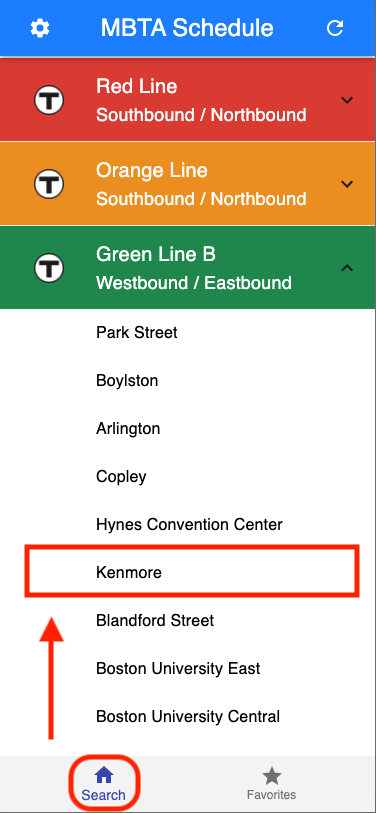 MBTA Schedule
T
Red Line
Southbound / Northbound
T
Orange Line
Southbound / Northbound
T
Green Line B
Westbound / Eastbound
Park Street
Boylston
Arlington
Copley
Hynes Convention Center
Kenmore
Blandford Street
Boston University East
Boston University Central
Search
Favorites